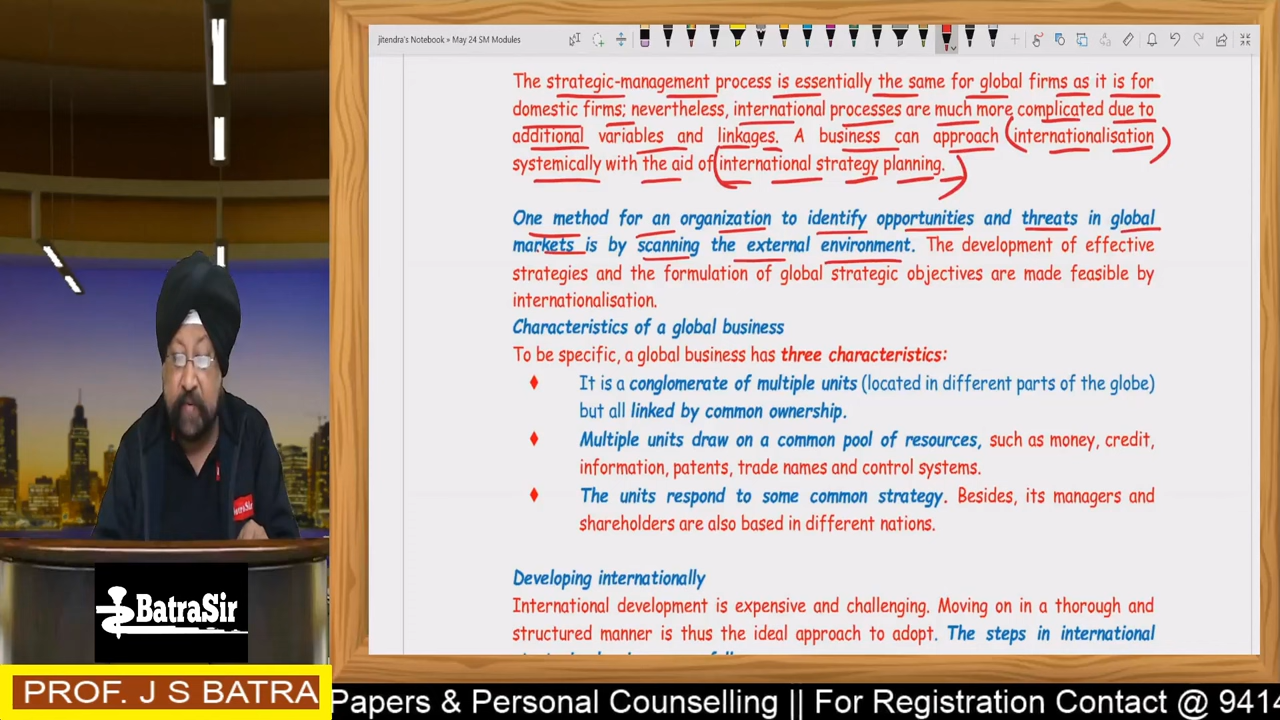 jitendra's Notebook » May 24 SM Modules
The strategic-management process is essentially the same for global firms as it is for
domestic firms; nevertheless, international processes are much more complicated due to
additional variables and linkages. A business can approach (internationalisation)
systemically with the aid of (international strategy planning.)
One method for an organization to identify opportunities and threats in global
markets is by scanning the external environment. The development of effective
strategies and the formulation of global strategic objectives are made feasible by
internationalisation.
Characteristics of a global business
To be specific, a global business has three characteristics:
♦ It is a conglomerate of multiple units (located in different parts of the globe)
but all linked by common ownership.
♦ Multiple units draw on a common pool of resources, such as money, credit,
information, patents, trade names and control systems.
♦ The units respond to some common strategy. Besides, its managers and
shareholders are also based in different nations.
Developing internationally
International development is expensive and challenging. Moving on in a thorough and
structured manner is thus the ideal approach to adopt. The steps in international
BatraSir
PROF. J S BATRA
Papers & Personal Counselling || For Registration Contact @ 9414